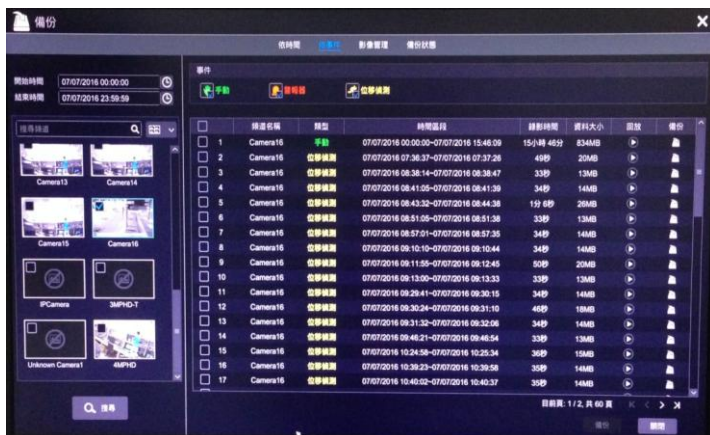 備份
依時間 依事件 影像管理 備份狀態
開始時間 07/07/2016 00:00:00
結束時間 07/07/2016 23:59:59
事件
手動 警報器 位移偵測
搜尋頻道
Camera13 Camera14
Camera15 Camera16
IPCamera 3MPHD-T
Unknown Camera1 4MPHD
搜尋
頻道名稱 類型 時間區段 錄影時間 資料大小 回放 備份
1 Camera16 手動 07/07/2016 00:00:00~07/07/2016 15:46:09 15小時 46分 834MB
2 Camera16 位移偵測 07/07/2016 07:36:37~07/07/2016 07:37:26 49秒 20MB
3 Camera16 位移偵測 07/07/2016 08:38:14~07/07/2016 08:38:47 33秒 13MB
4 Camera16 位移偵測 07/07/2016 08:41:05~07/07/2016 08:41:39 34秒 14MB
5 Camera16 位移偵測 07/07/2016 08:43:32~07/07/2016 08:44:38 1分 6秒 26MB
6 Camera16 位移偵測 07/07/2016 08:51:05~07/07/2016 08:51:38 33秒 13MB
7 Camera16 位移偵測 07/07/2016 08:57:01~07/07/2016 08:57:35 34秒 14MB
8 Camera16 位移偵測 07/07/2016 09:10:10~07/07/2016 09:10:44 34秒 14MB
9 Camera16 位移偵測 07/07/2016 09:11:55~07/07/2016 09:12:45 50秒 20MB
10 Camera16 位移偵測 07/07/2016 09:13:00~07/07/2016 09:13:33 33秒 13MB
11 Camera16 位移偵測 07/07/2016 09:29:41~07/07/2016 09:30:15 34秒 14MB
12 Camera16 位移偵測 07/07/2016 09:30:24~07/07/2016 09:31:10 46秒 18MB
13 Camera16 位移偵測 07/07/2016 09:31:32~07/07/2016 09:32:06 34秒 14MB
14 Camera16 位移偵測 07/07/2016 09:46:21~07/07/2016 09:46:54 33秒 13MB
15 Camera16 位移偵測 07/07/2016 10:24:58~07/07/2016 10:25:34 36秒 15MB
16 Camera16 位移偵測 07/07/2016 10:39:23~07/07/2016 10:39:58 35秒 14MB
17 Camera16 位移偵測 07/07/2016 10:40:02~07/07/2016 10:40:37 35秒 14MB
目前頁: 1/2, 共 60 頁
備份 關閉